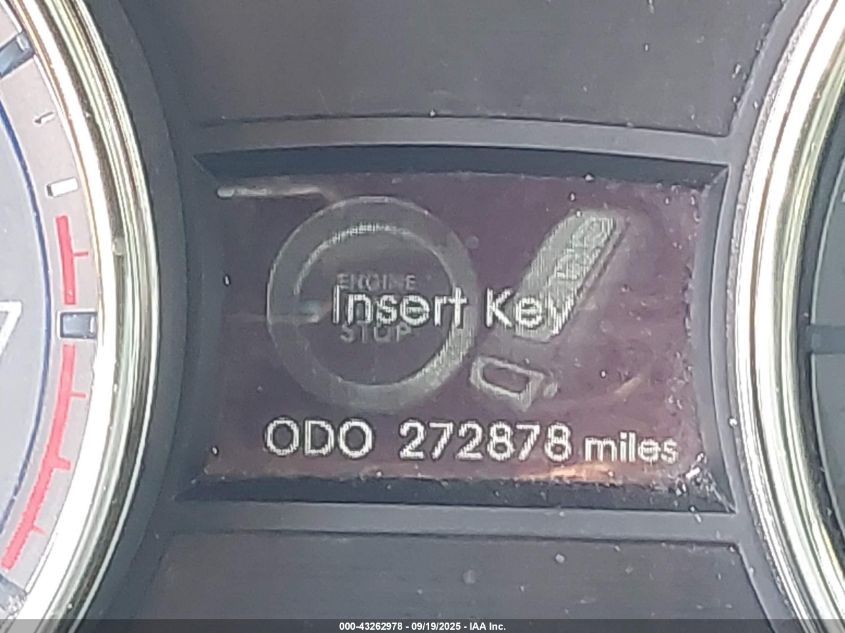 ENGINE
Insert Key
STOP
ODO 272878 miles
000-43262978 - 09/19/2025 - IAA Inc.